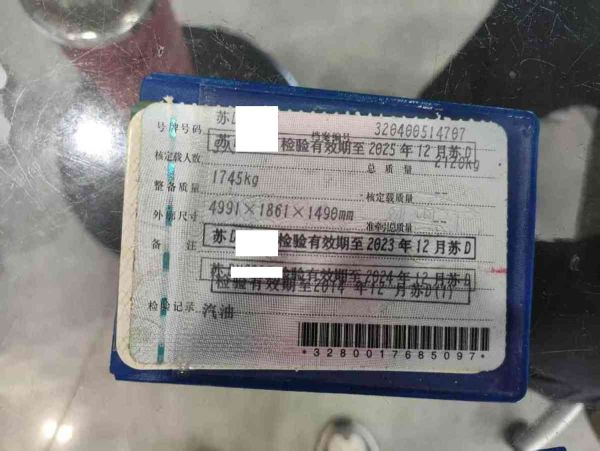 号牌号码 苏D 档案编号 320400514707
苏 检验有效期至2025年12月苏D
核定载人数 总质量 2120kg
整备质量 1745kg 核定载质量 --
外廓尺寸 4991×1861×1490 准牵引总质量 --
备注 苏D 检验有效期至2023年12月苏D
苏 检验有效期至2024年12月苏D
检验有效期至2014年12月苏D(1)
检验记录 汽油
*3280017685097*